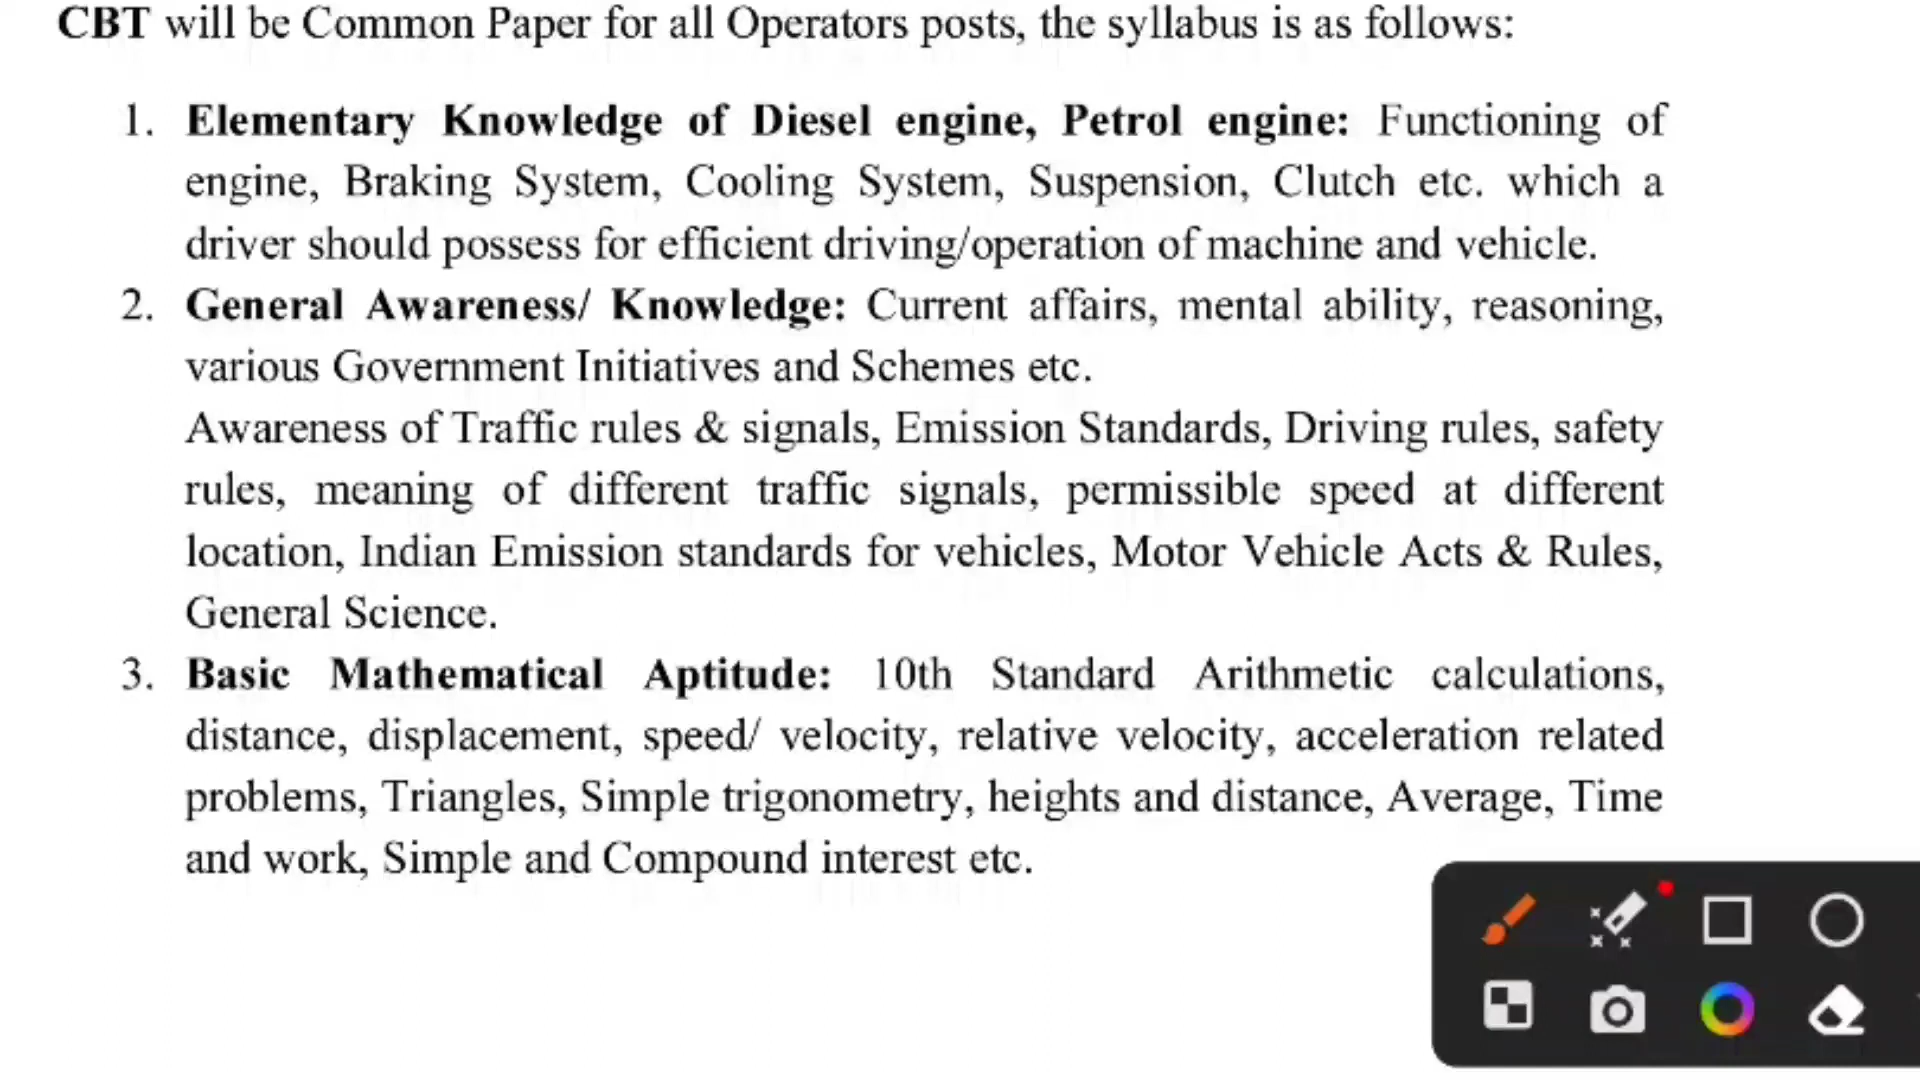 CBT will be Common Paper for all Operators posts, the syllabus is as follows:
1. Elementary Knowledge of Diesel engine, Petrol engine: Functioning of
engine, Braking System, Cooling System, Suspension, Clutch etc. which a
driver should possess for efficient driving/operation of machine and vehicle.
2. General Awareness/ Knowledge: Current affairs, mental ability, reasoning,
various Government Initiatives and Schemes etc.
Awareness of Traffic rules & signals, Emission Standards, Driving rules, safety
rules, meaning of different traffic signals, permissible speed at different
location, Indian Emission standards for vehicles, Motor Vehicle Acts & Rules,
General Science.
3. Basic Mathematical Aptitude: 10th Standard Arithmetic calculations,
distance, displacement, speed/ velocity, relative velocity, acceleration related
problems, Triangles, Simple trigonometry, heights and distance, Average, Time
and work, Simple and Compound interest etc.